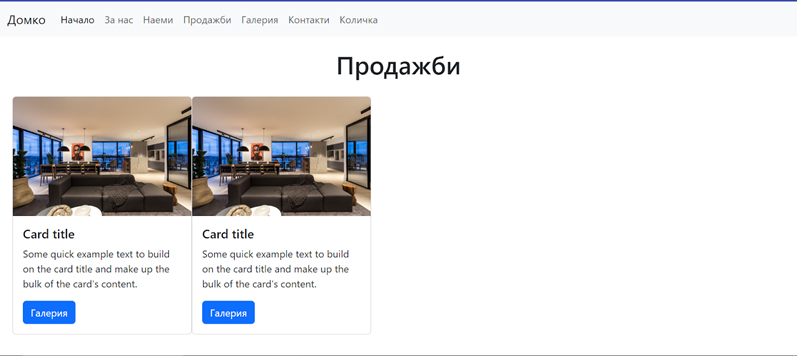 Домко Начало За нас Наеми Продажби Галерия Контакти Количка
Продажби
Card title
Some quick example text to build
on the card title and make up the
bulk of the card's content.
Галерия
Card title
Some quick example text to build
on the card title and make up the
bulk of the card's content.
Галерия